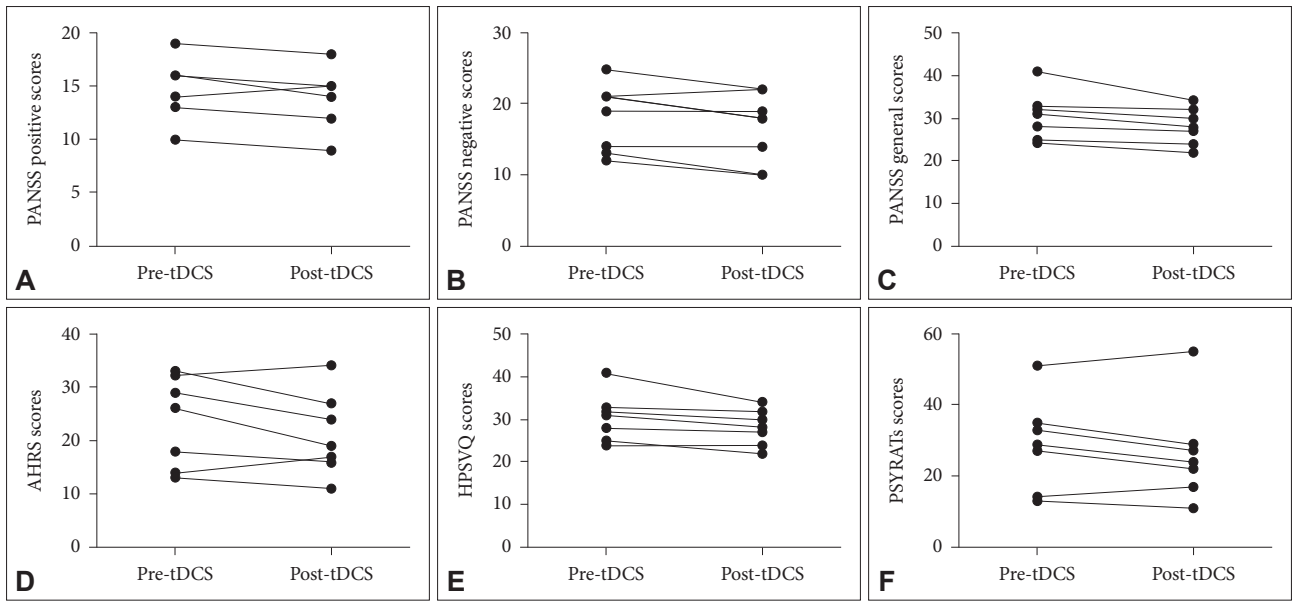 PANSS positive scores
20
15
10
5
0
Pre-tDCS Post-tDCS
A
PANSS negative scores
30
20
10
0
Pre-tDCS Post-tDCS
B
PANSS general scores
50
40
30
20
10
0
Pre-tDCS Post-tDCS
C
AHRS scores
40
30
20
10
0
Pre-tDCS Post-tDCS
D
HPSVQ scores
50
40
30
20
10
0
Pre-tDCS Post-tDCS
E
PSYRATs scores
60
40
20
0
Pre-tDCS Post-tDCS
F